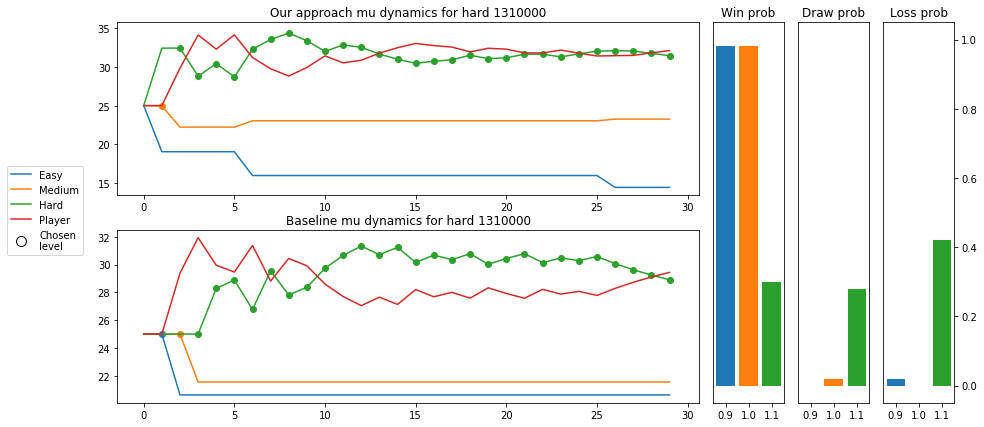 Our approach mu dynamics for hard 1310000
Win prob
Draw prob
Loss prob
35
30
25
20
15
0
5
10
15
20
25
30
Easy
Medium
Hard
Player
Chosen
level
Baseline mu dynamics for hard 1310000
32
30
28
26
24
22
0
5
10
15
20
25
30
0.9 1.0 1.1
0.9 1.0 1.1
0.9 1.0 1.1
1.0
0.8
0.6
0.4
0.2
0.0